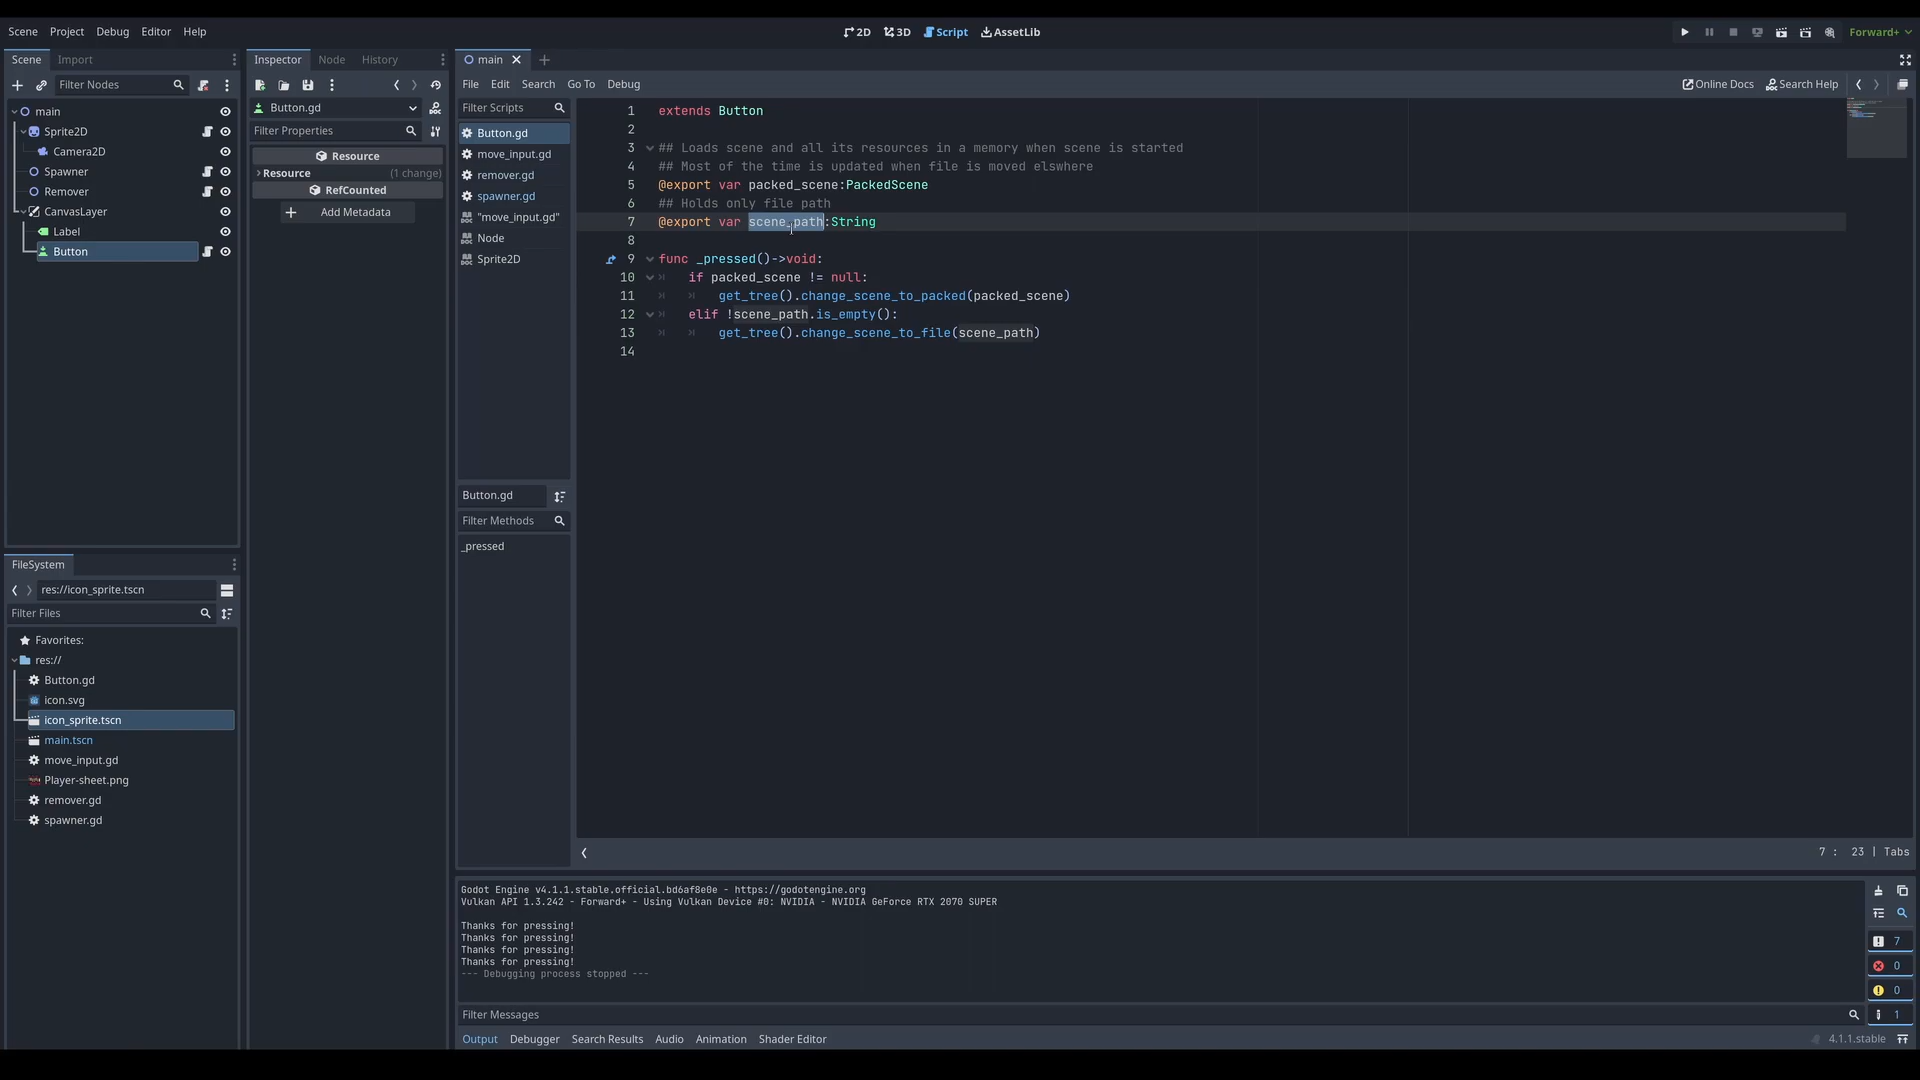 Scene Project Debug Editor Help
2D 3D Script AssetLib
Forward+
Scene Import
Filter Nodes
main
Sprite2D
Camera2D
Spawner
Remover
CanvasLayer
Label
Button
FileSystem
res://icon_sprite.tscn
Filter Files
Favorites:
res://
Button.gd
icon.svg
icon_sprite.tscn
main.tscn
move_input.gd
Player-sheet.png
remover.gd
spawner.gd
Inspector Node History
Button.gd
Filter Properties
Resource
Resource (1 change)
RefCounted
Add Metadata
main
File Edit Search Go To Debug
Online Docs Search Help
Filter Scripts
Button.gd
move_input.gd
remover.gd
spawner.gd
"move_input.gd"
Node
Sprite2D
Button.gd
Filter Methods
_pressed
1 extends Button
2
3 ## Loads scene and all its resources in a memory when scene is started
4 ## Most of the time is updated when file is moved elswhere
5 @export var packed_scene:PackedScene
6 ## Holds only file path
7 @export var scene_path:String
8
9 func _pressed()->void:
10 if packed_scene != null:
11 get_tree().change_scene_to_packed(packed_scene)
12 elif !scene_path.is_empty():
13 get_tree().change_scene_to_file(scene_path)
14
7 : 23 | Tabs
Godot Engine v4.1.1.stable.official.bd6af8e0e - https://godotengine.org
Vulkan API 1.3.242 - Forward+ - Using Vulkan Device #0: NVIDIA - NVIDIA GeForce RTX 2070 SUPER
Thanks for pressing!
Thanks for pressing!
Thanks for pressing!
Thanks for pressing!
--- Debugging process stopped ---
7
0
0
1
Filter Messages
Output Debugger Search Results Audio Animation Shader Editor
4.1.1.stable